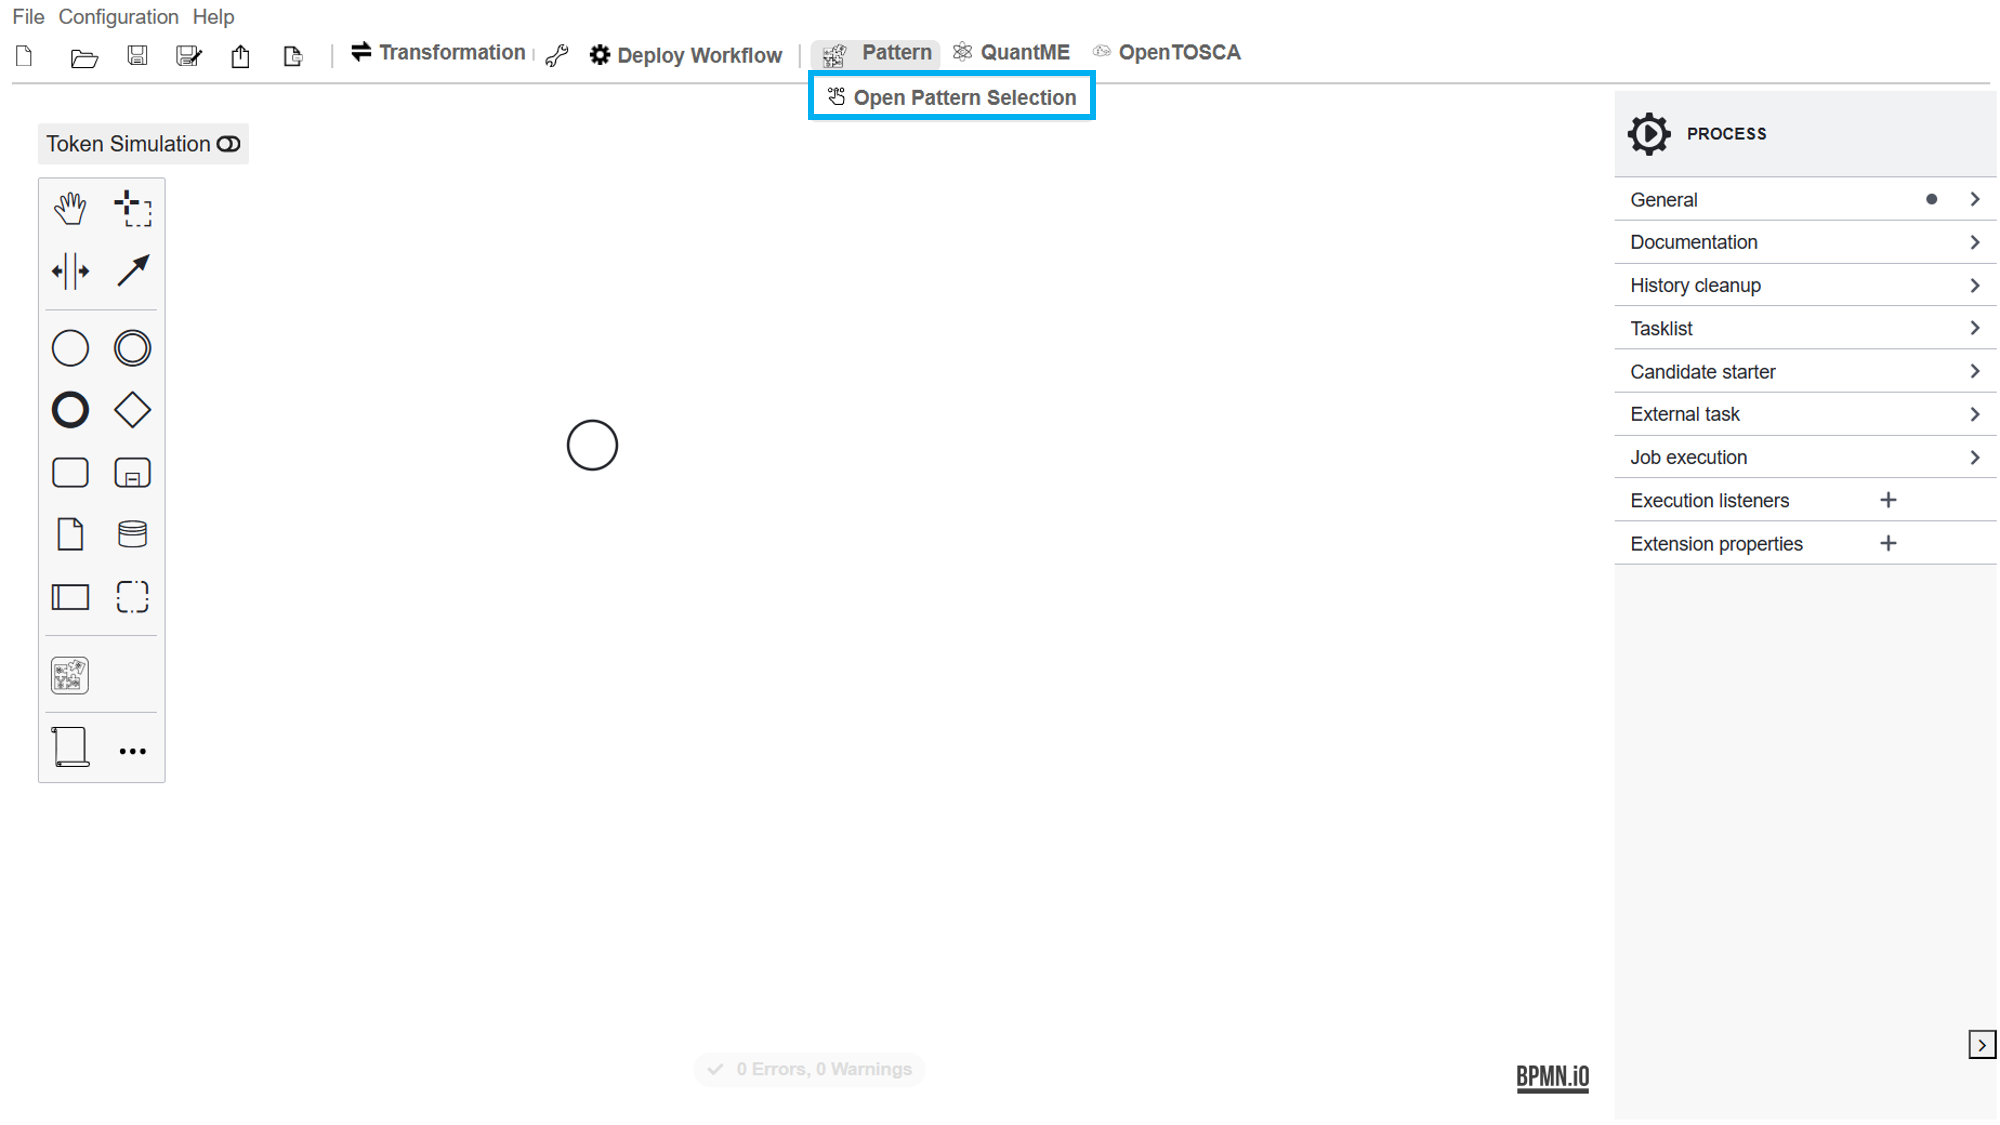 File Configuration Help
Transformation Deploy Workflow Pattern QuantME OpenTOSCA
Open Pattern Selection
Token Simulation
PROCESS
General
Documentation
History cleanup
Tasklist
Candidate starter
External task
Job execution
Execution listeners
Extension properties
0 Errors, 0 Warnings
BPMN.iO